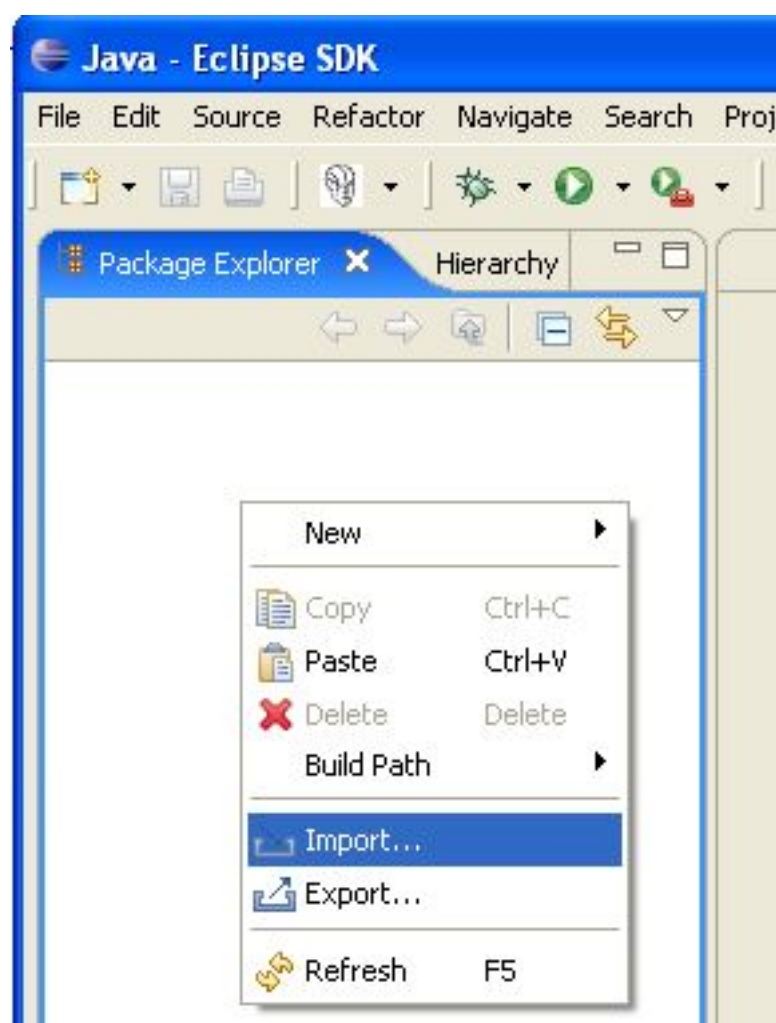 Java - Eclipse SDK
File Edit Source Refactor Navigate Search Proj
Package Explorer Hierarchy
New
Copy Ctrl+C
Paste Ctrl+V
Delete Delete
Build Path
Import...
Export...
Refresh F5